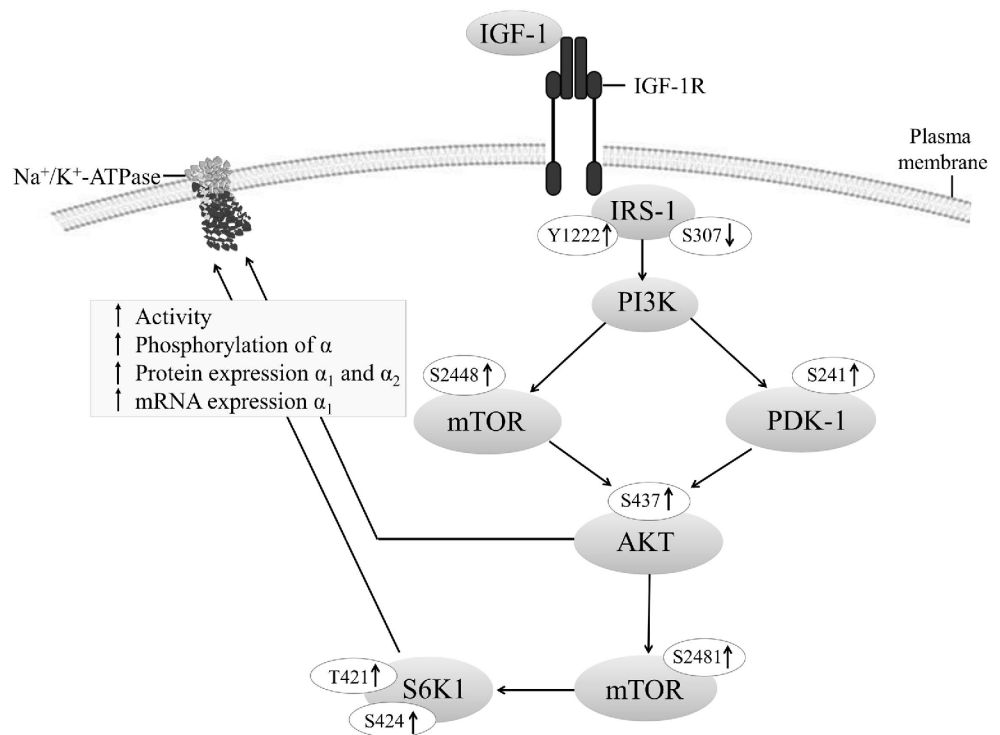 IGF-1
IGF-1R
Plasma
membrane
Na⁺/K⁺-ATPase
IRS-1
Y1222↑
S307↓
PI3K
↑ Activity
↑ Phosphorylation of α
↑ Protein expression α₁ and α₂
↑ mRNA expression α₁
S2448↑
mTOR
S241↑
PDK-1
S437↑
AKT
S2481↑
mTOR
T421↑
S6K1
S424↑